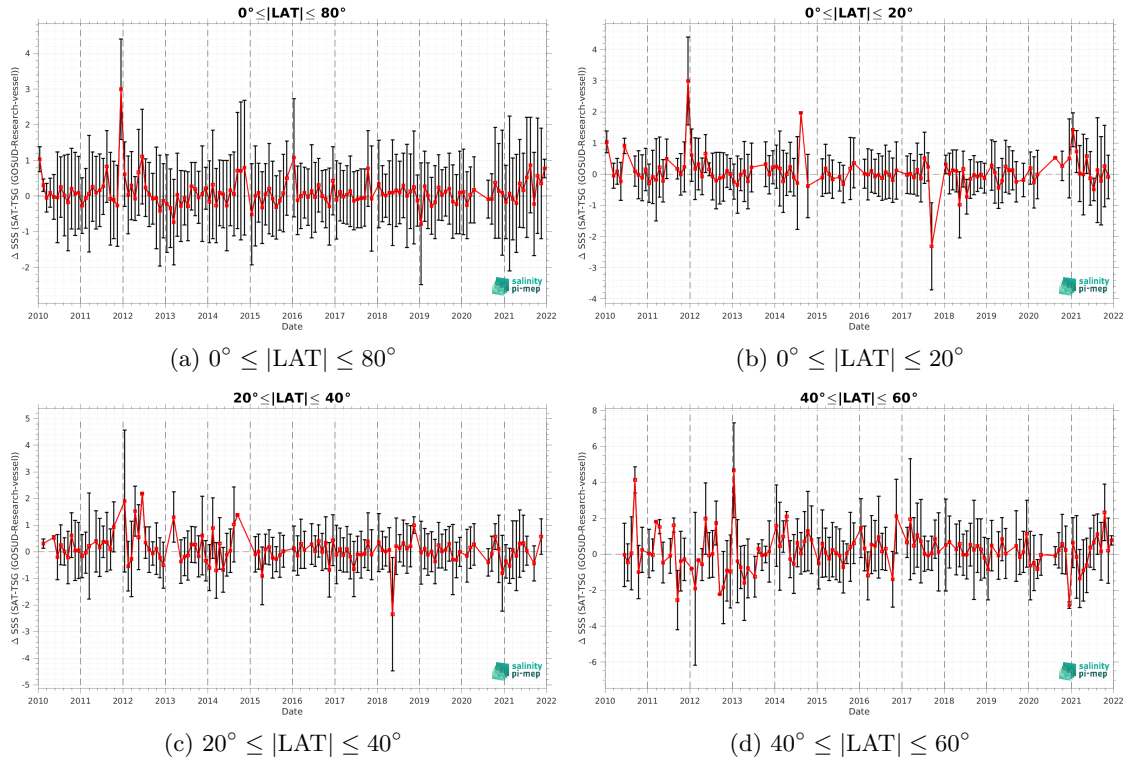 0°≤|LAT|≤ 80°
Δ SSS (SAT-TSG (GOSUD-Research-vessel))
4
3
2
1
0
-1
-2
salinity
pi-mep
2010 2011 2012 2013 2014 2015 2016 2017 2018 2019 2020 2021 2022
Date
(a) 0° ≤ |LAT| ≤ 80°
0°≤|LAT|≤ 20°
Δ SSS (SAT-TSG (GOSUD-Research-vessel))
4
3
2
1
0
-1
-2
-3
-4
salinity
pi-mep
2010 2011 2012 2013 2014 2015 2016 2017 2018 2019 2020 2021 2022
Date
(b) 0° ≤ |LAT| ≤ 20°
20°≤|LAT|≤ 40°
Δ SSS (SAT-TSG (GOSUD-Research-vessel))
5
4
3
2
1
0
-1
-2
-3
-4
-5
salinity
pi-mep
2010 2011 2012 2013 2014 2015 2016 2017 2018 2019 2020 2021 2022
Date
(c) 20° ≤ |LAT| ≤ 40°
40°≤|LAT|≤ 60°
Δ SSS (SAT-TSG (GOSUD-Research-vessel))
8
6
4
2
0
-2
-4
-6
salinity
pi-mep
2010 2011 2012 2013 2014 2015 2016 2017 2018 2019 2020 2021 2022
Date
(d) 40° ≤ |LAT| ≤ 60°